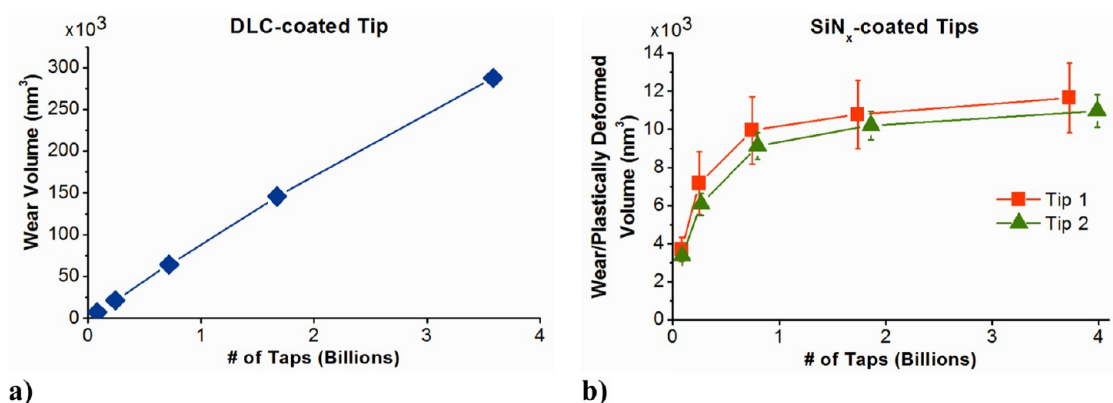 DLC-coated Tip
×10³
300
250
200
150
100
50
0
Wear Volume (nm³)
0 1 2 3 4
# of Taps (Billions)
a)
SiNₓ-coated Tips
×10³
14
12
10
8
6
4
2
0
Wear/Plastically Deformed
Volume (nm³)
Tip 1
Tip 2
0 1 2 3 4
# of Taps (Billions)
b)